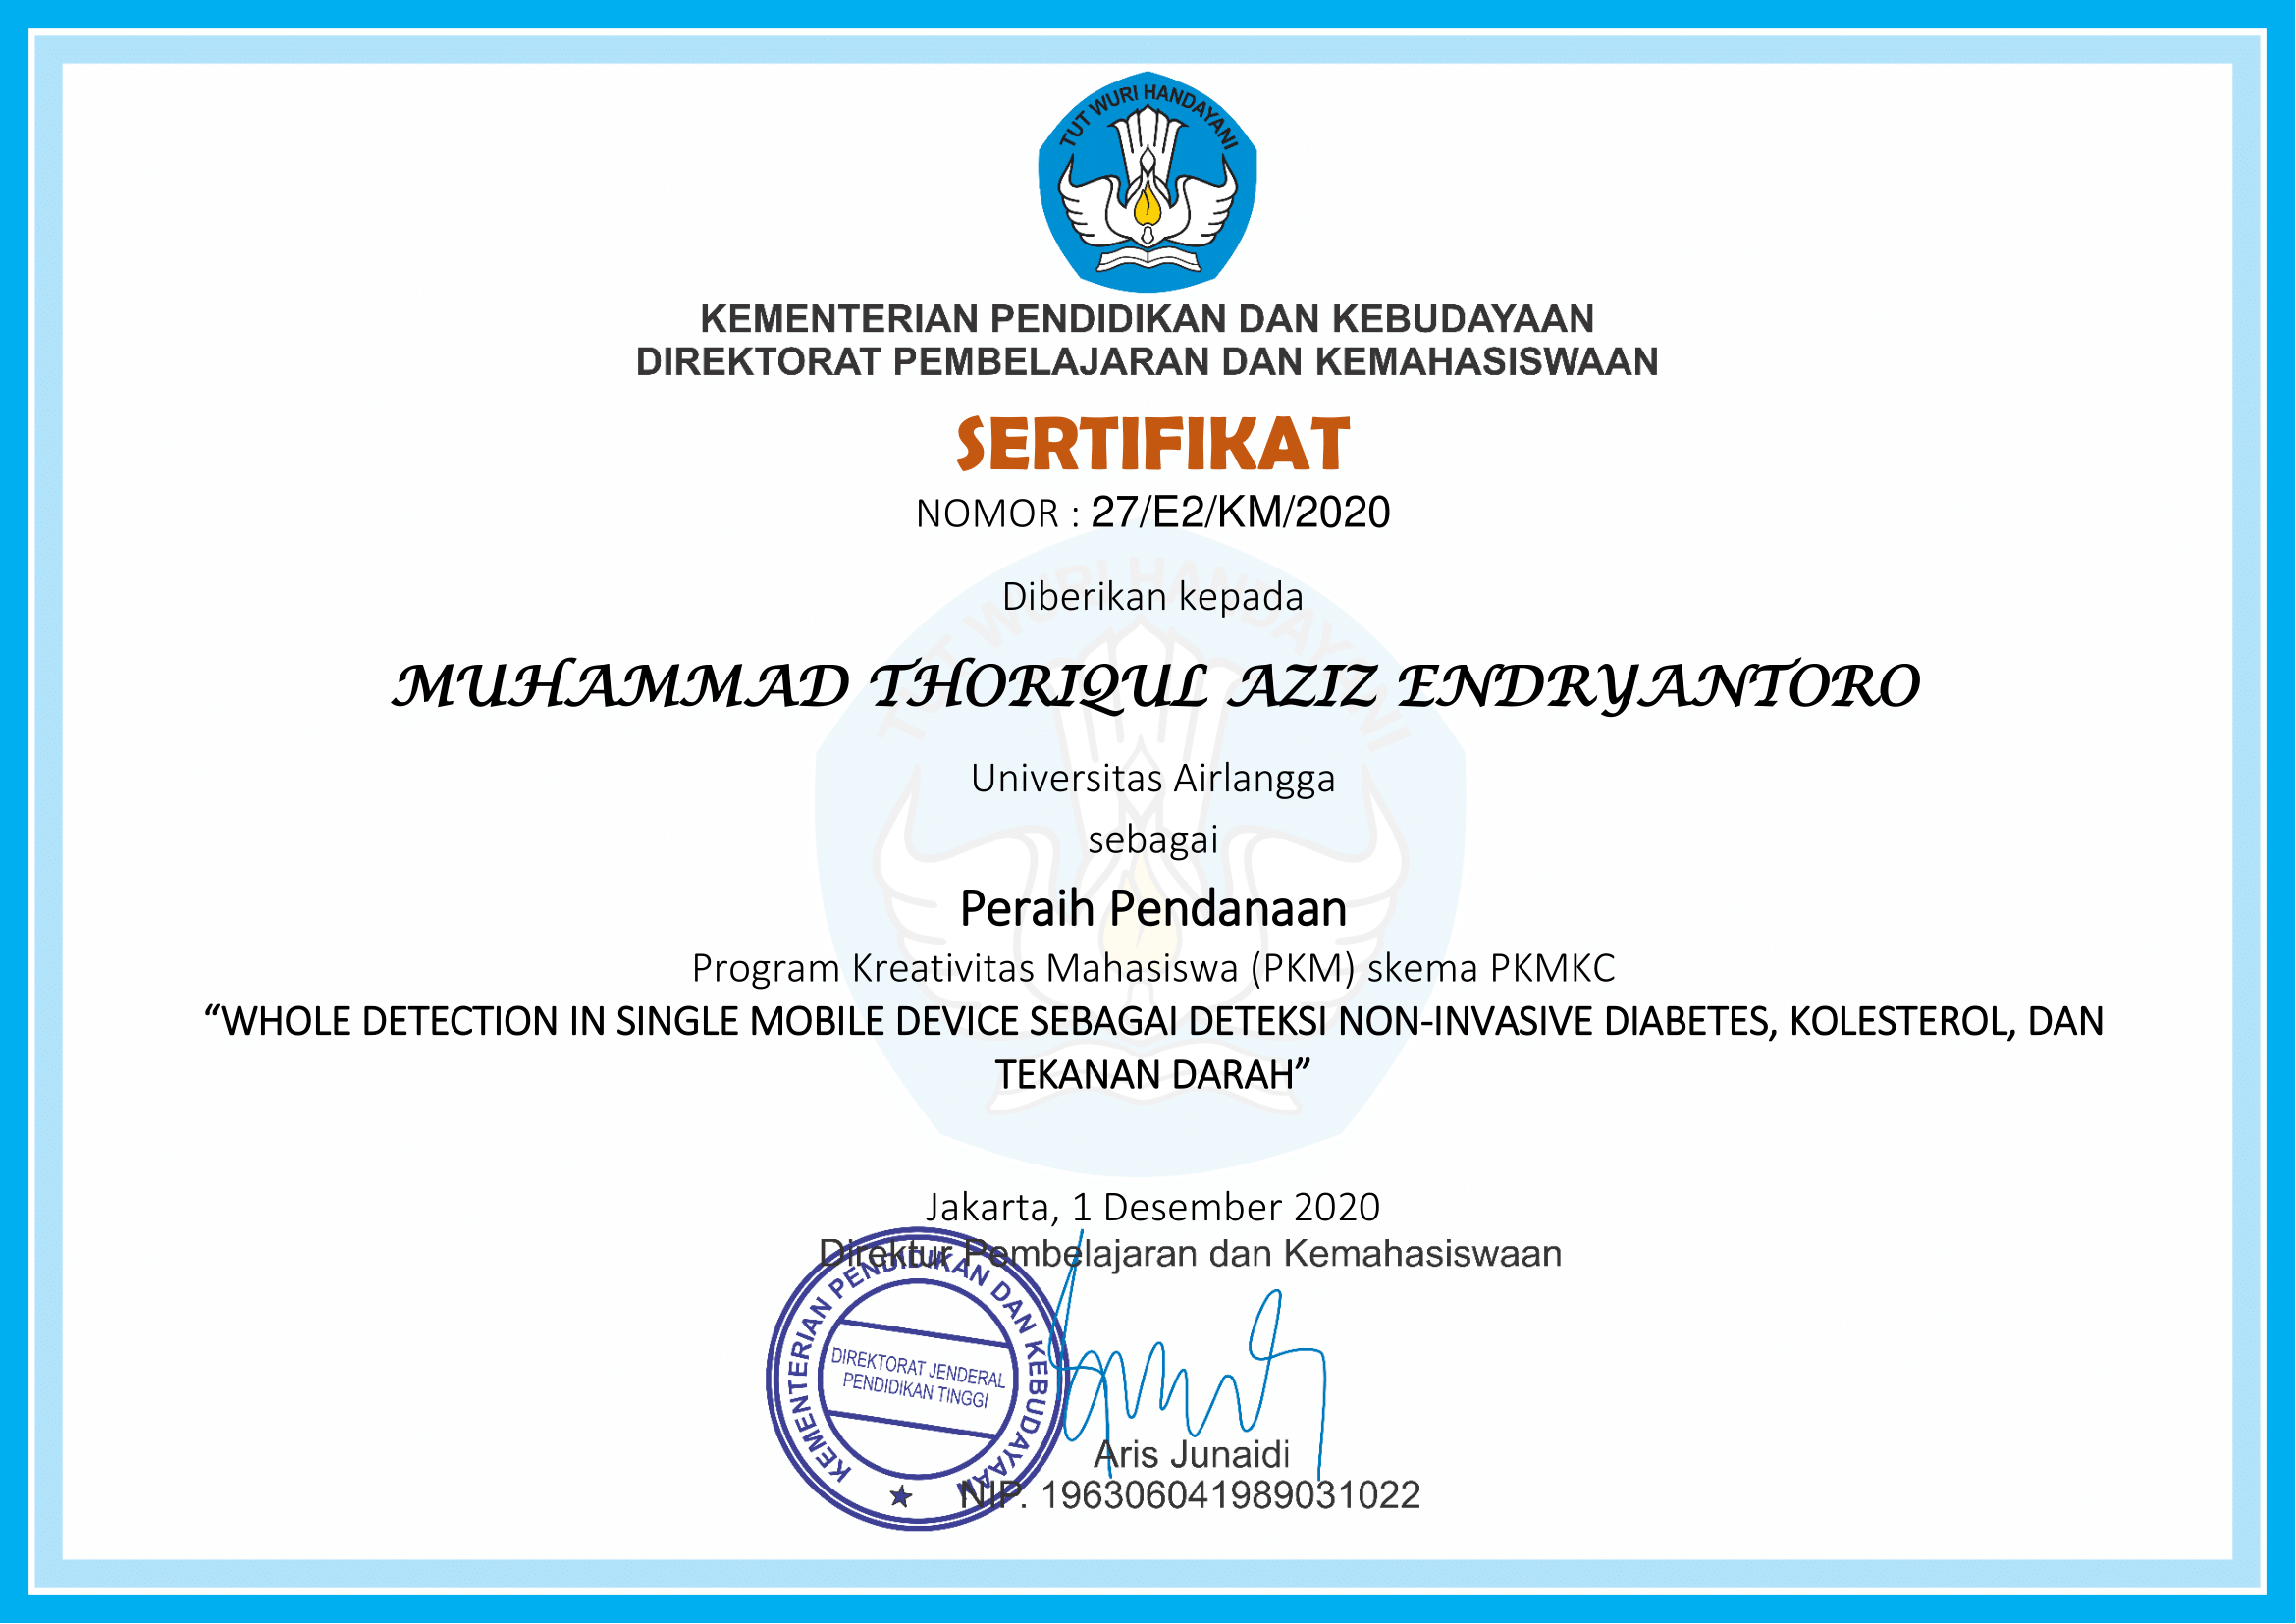 TUT WURI HANDAYANI
KEMENTERIAN PENDIDIKAN DAN KEBUDAYAAN
DIREKTORAT PEMBELAJARAN DAN KEMAHASISWAAN
SERTIFIKAT
NOMOR : 27/E2/KM/2020
TUT WURI HANDAYANI
Diberikan kepada
MUHAMMAD THORIQUL AZIZ ENDRYANTORO
Universitas Airlangga
sebagai
Peraih Pendanaan
Program Kreativitas Mahasiswa (PKM) skema PKMKC
“WHOLE DETECTION IN SINGLE MOBILE DEVICE SEBAGAI DETEKSI NON-INVASIVE DIABETES, KOLESTEROL, DAN
TEKANAN DARAH”
Jakarta, 1 Desember 2020
Direktur Pembelajaran dan Kemahasiswaan
KEMENTERIAN PENDIDIKAN DAN KEBUDAYAAN
DIREKTORAT JENDERAL
PENDIDIKAN TINGGI
Aris Junaidi
NIP. 196306041989031022